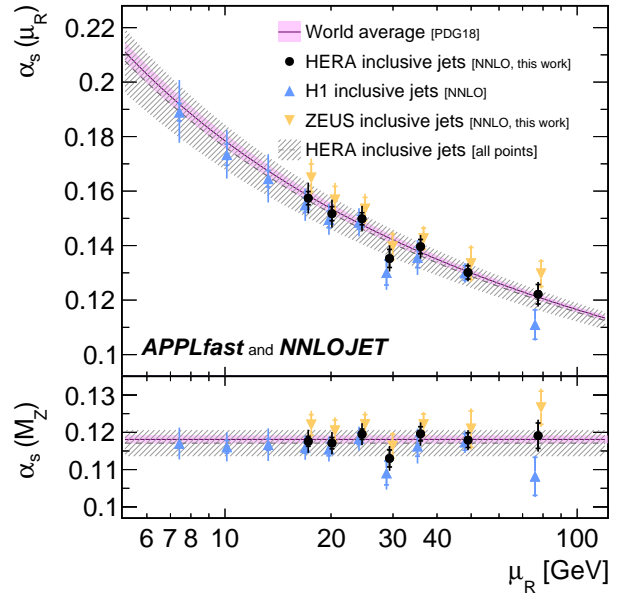 α_s(μ_R)
0.22
0.2
0.18
0.16
0.14
0.12
0.1
World average [PDG18]
HERA inclusive jets [NNLO, this work]
H1 inclusive jets [NNLO]
ZEUS inclusive jets [NNLO, this work]
HERA inclusive jets [all points]
APPLfast and NNLOJET
α_s(M_Z)
0.13
0.12
0.11
0.1
6 7 8 10 20 30 40 100
μ_R [GeV]